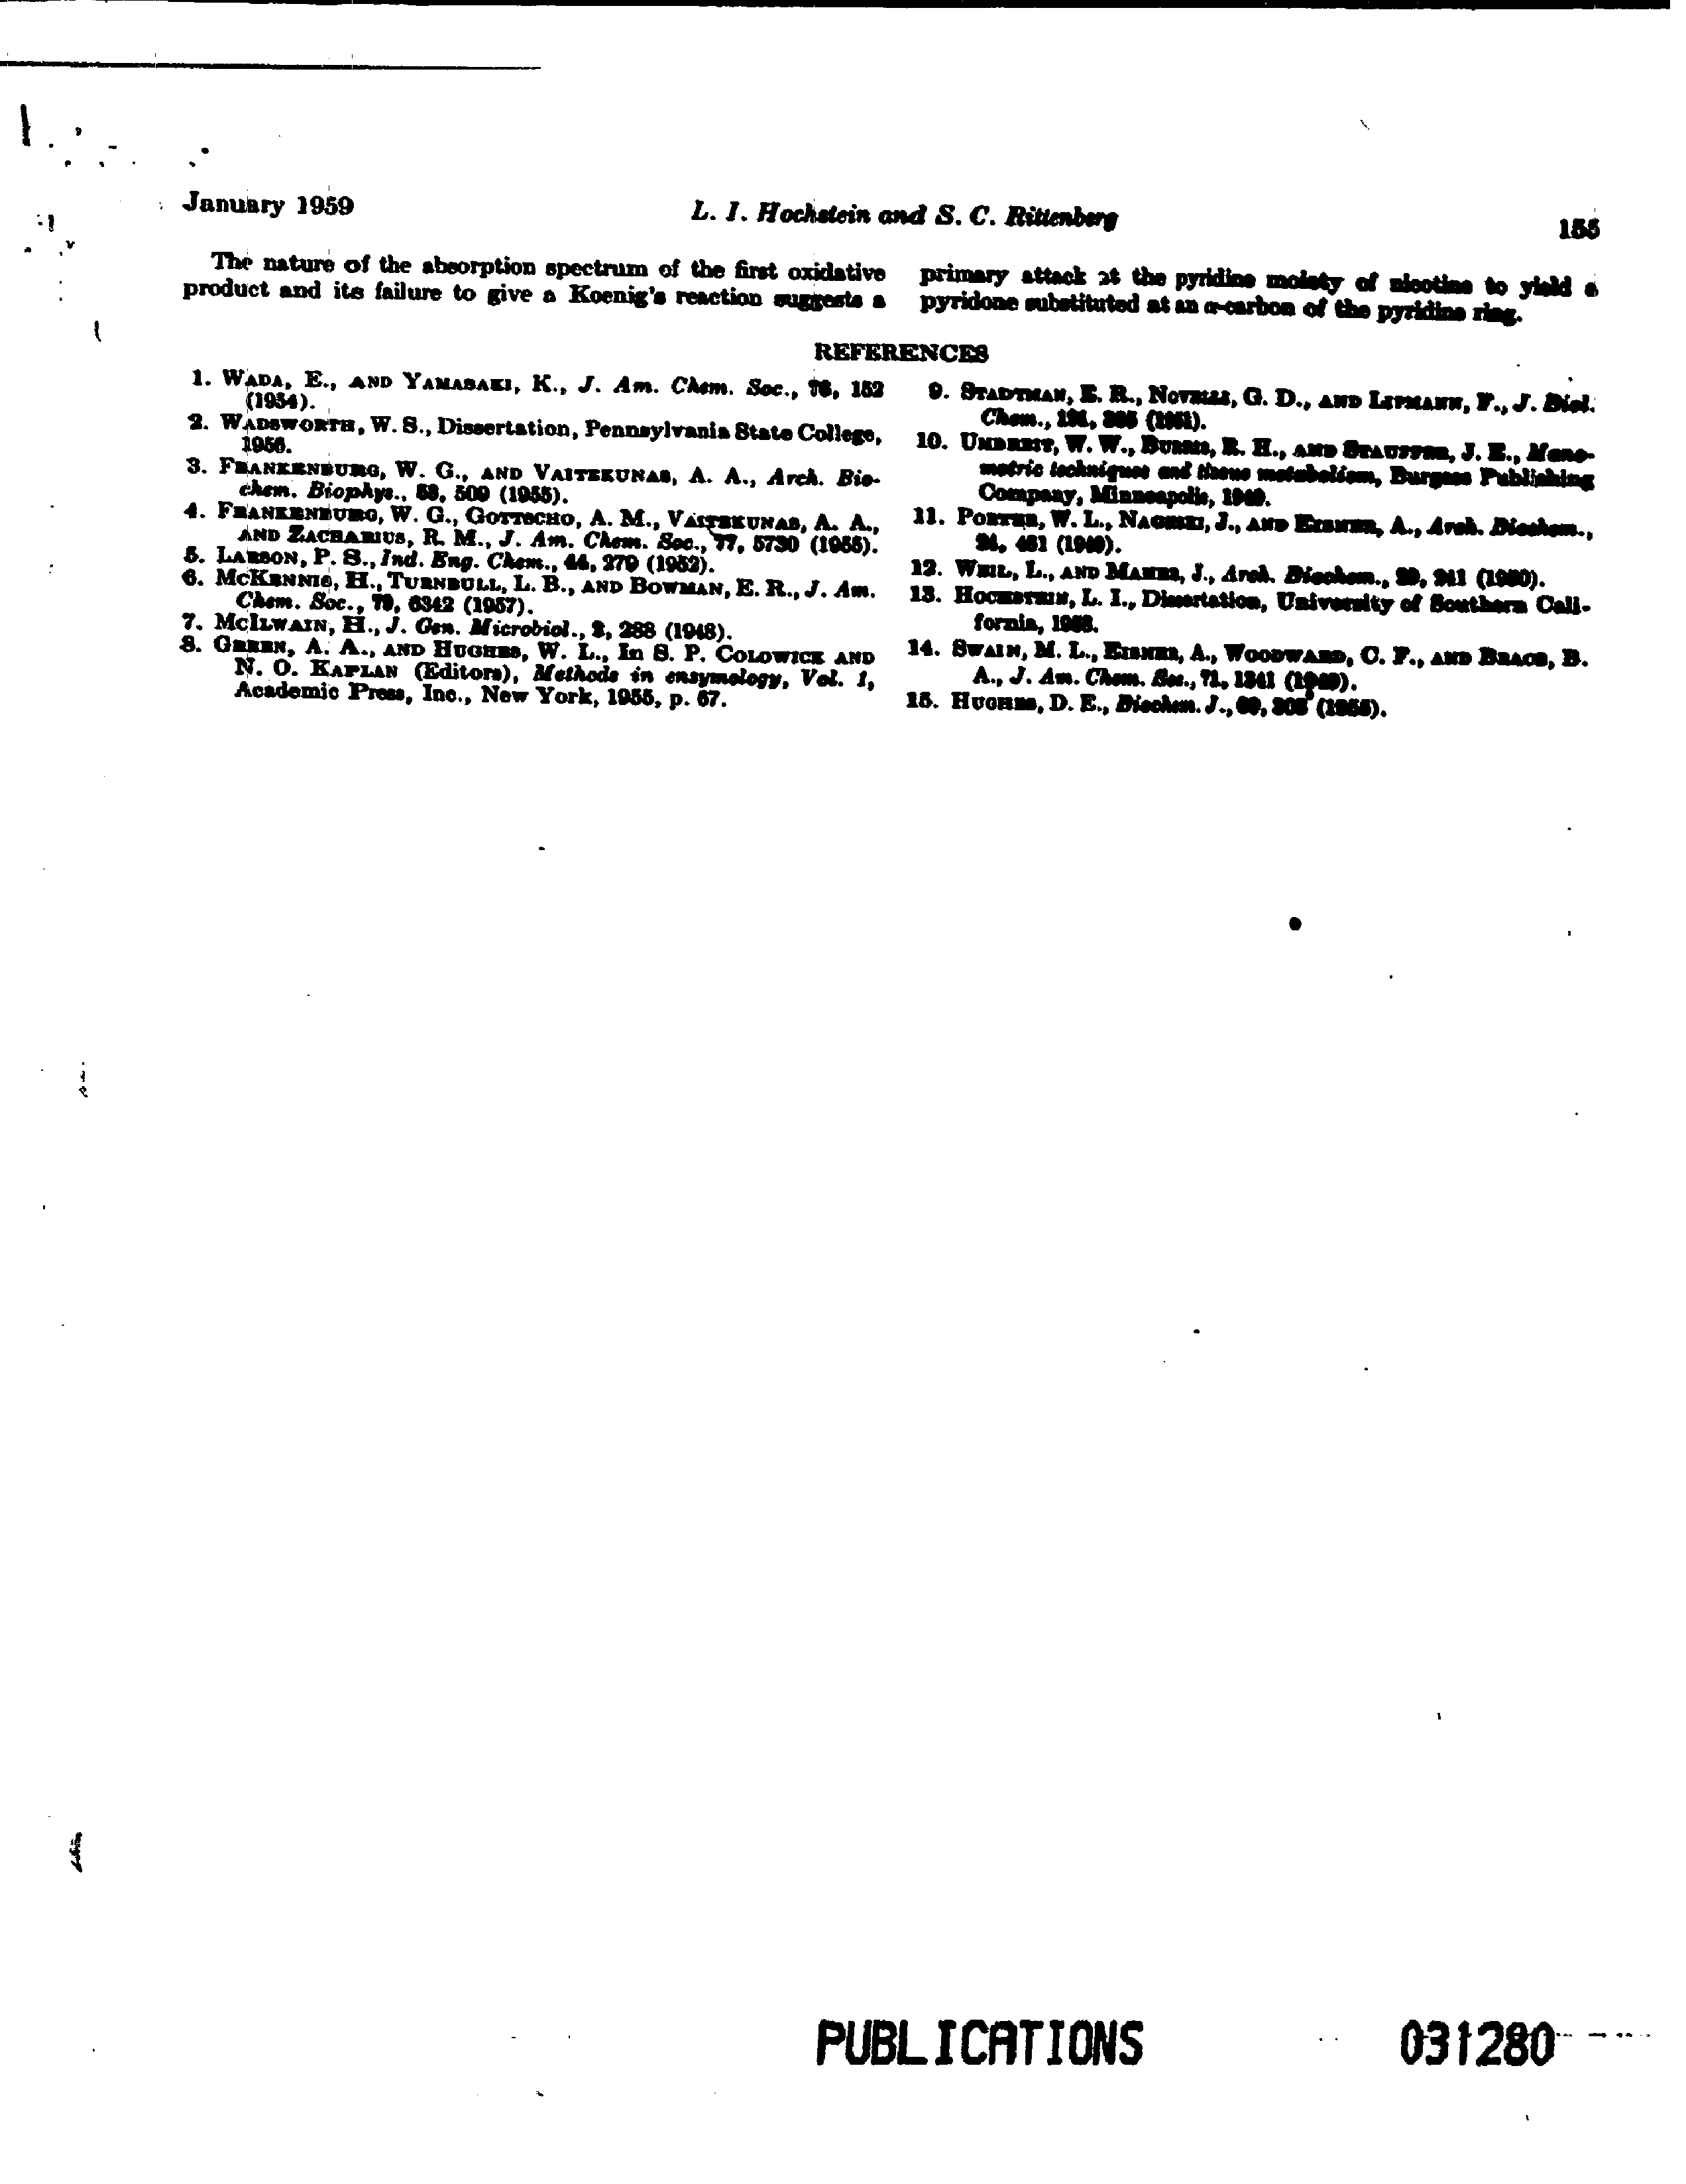 January 1959
L. I. Hochstein and S. C. Rittenberg
155
The nature of the absorption spectrum of the first oxidative
product and its failure to give a Koenig's reaction suggests a
primary attack at the pyridine moiety of nicotine to yield a
pyridone substituted at an α-carbon of the pyridine ring.
REFERENCES
1. WADA, E., AND YAMASAKI, K., J. Am. Chem. Soc., 76, 152
(1954).
2. WADSWORTH, W. S., Dissertation, Pennsylvania State College,
1956.
3. FRANKENBURG, W. G., AND VAITEKUNAS, A. A., Arch. Bio-
chem. Biophys., 58, 509 (1955).
4. FRANKENBURG, W. G., GOTTSCHO, A. M., VAITEKUNAS, A. A.,
AND ZACHARIUS, R. M., J. Am. Chem. Soc., 77, 5730 (1955).
5. LARSON, P. S., Ind. Eng. Chem., 44, 279 (1952).
6. McKENNIS, H., TURNBULL, L. B., AND BOWMAN, E. R., J. Am.
Chem. Soc., 79, 6342 (1957).
7. McILWAIN, H., J. Gen. Microbiol., 2, 288 (1948).
8. GREEN, A. A., AND HUGHES, W. L., In S. P. COLOWICK AND
N. O. KAPLAN (Editors), Methods in enzymology, Vol. 1,
Academic Press, Inc., New York, 1955, p. 67.
9. STADTMAN, E. R., NOVELLI, G. D., AND LIPMANN, F., J. Biol.
Chem., 191, 365 (1951).
10. UMBREIT, W. W., BURRIS, R. H., AND STAUFFER, J. E., Mano-
metric techniques and tissue metabolism, Burgess Publishing
Company, Minneapolis, 1949.
11. PORTER, W. L., NAGHSKI, J., AND EISNER, A., Arch. Biochem.,
24, 461 (1949).
12. WEIL, L., AND MAHER, J., Arch. Biochem., 29, 241 (1950).
13. HOCHSTEIN, L. I., Dissertation, University of Southern Cali-
fornia, 1958.
14. SWAIN, M. L., EISNER, A., WOODWARD, C. F., AND BRICE, B.
A., J. Am. Chem. Soc., 71, 1341 (1949).
15. HUGHES, D. E., Biochem. J., 60, 303 (1955).
PUBLICATIONS
031280